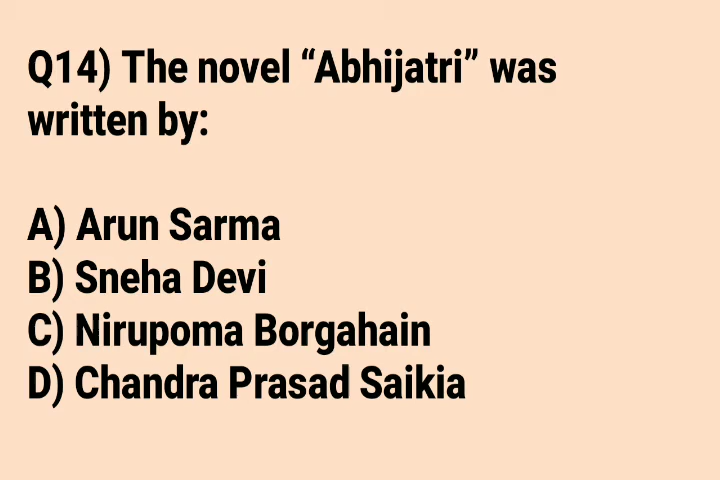 Q14) The novel “Abhijatri” was
written by:
A) Arun Sarma
B) Sneha Devi
C) Nirupoma Borgahain
D) Chandra Prasad Saikia